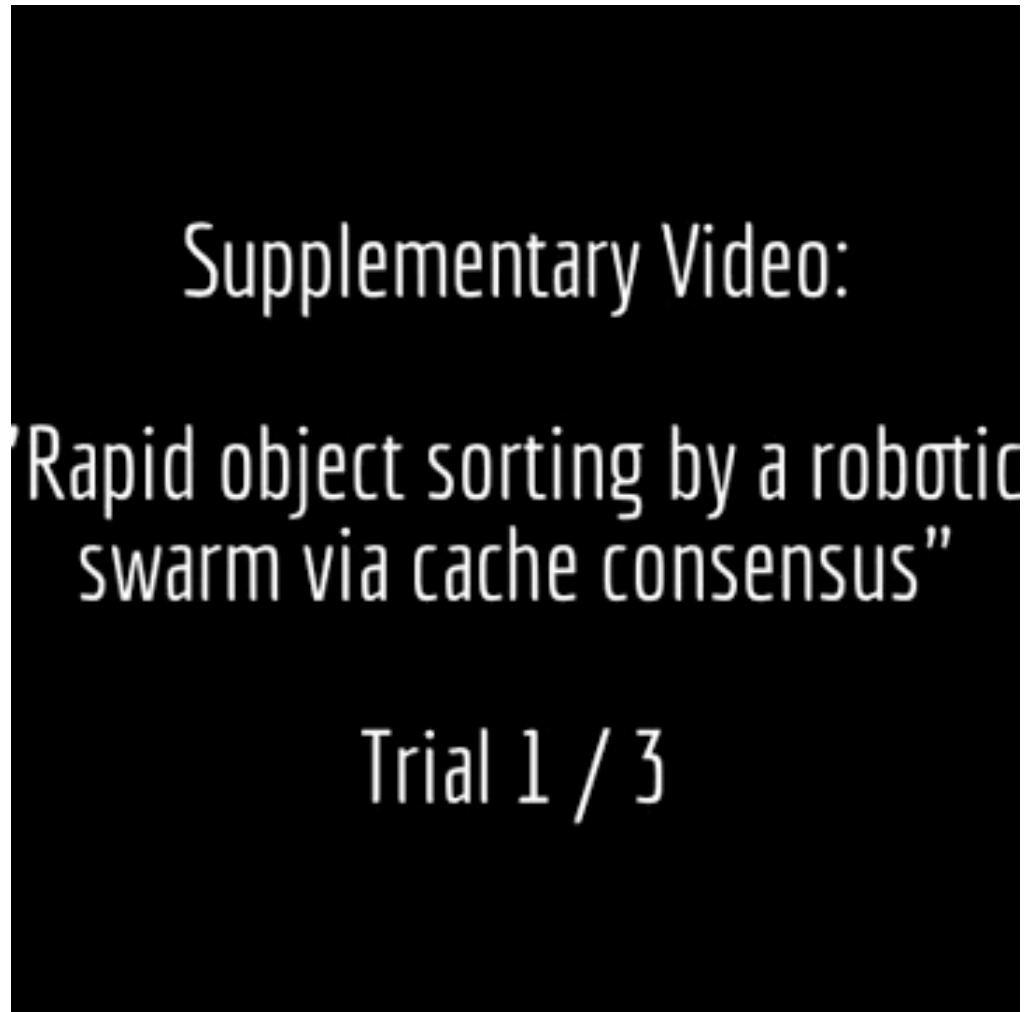 Supplementary Video:
"Rapid object sorting by a robotic
swarm via cache consensus”
Trial 1 / 3